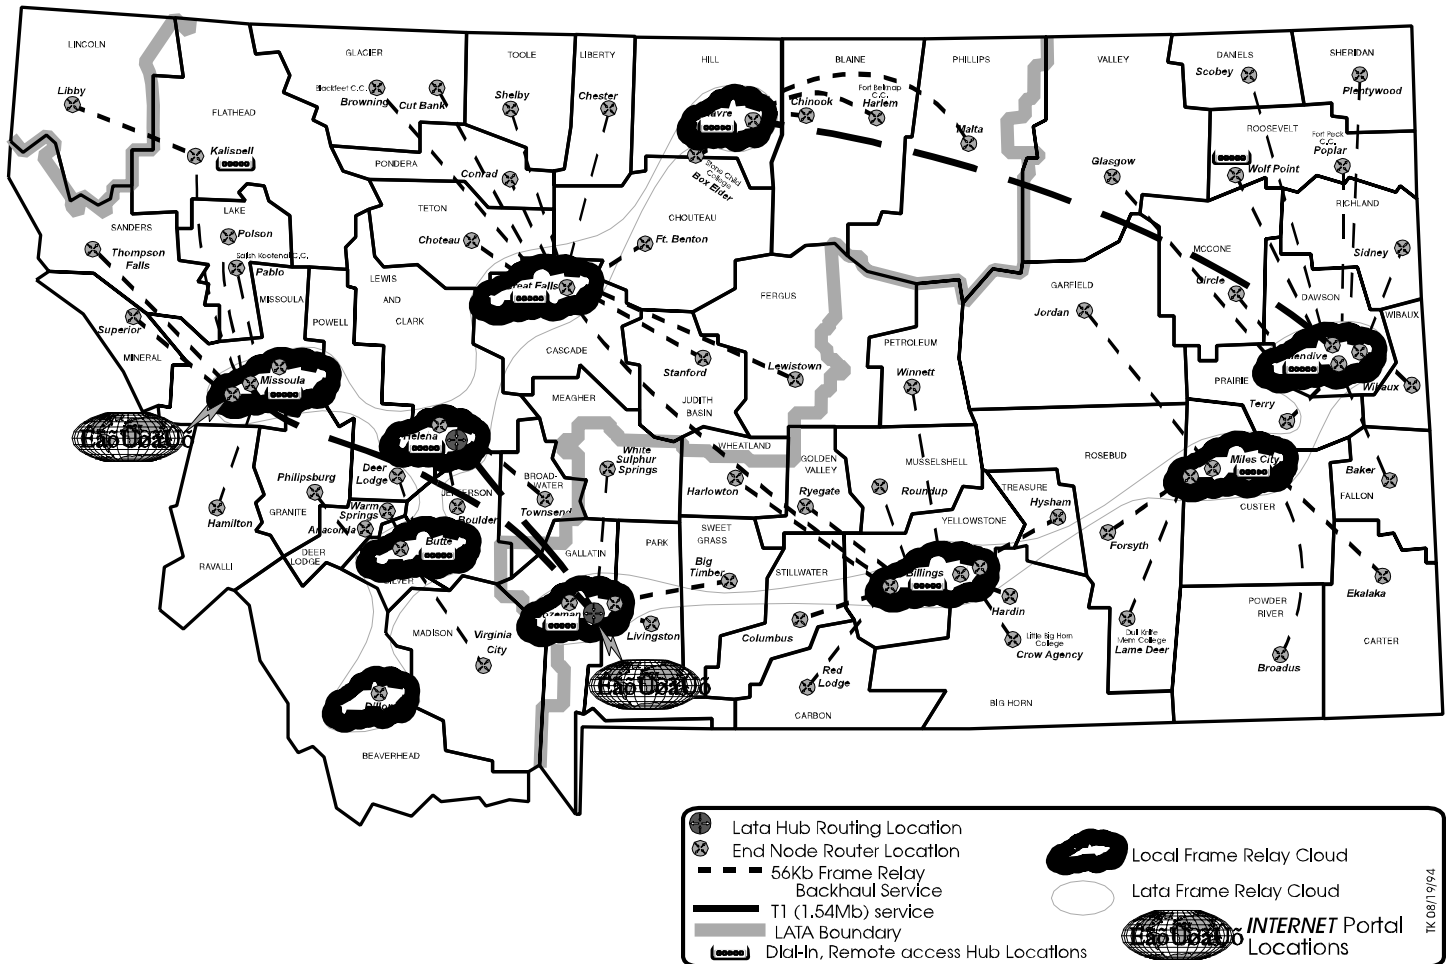 LINCOLN
GLACIER
TOOLE
LIBERTY
HILL
BLAINE
PHILLIPS
VALLEY
DANIELS
SHERIDAN
Libby
Blackfeet C.C.
Browning
Cut Bank
Shelby
Chester
Chinook
Fort Belknap
C.C.
Harlem
Scobey
Plentywood
FLATHEAD
Kalispell
PONDERA
Conrad
Stone Child
College
Box Elder
Malta
Glasgow
ROOSEVELT
Fort Peck
C.C.
Poplar
Wolf Point
SANDERS
LAKE
TETON
CHOUTEAU
RICHLAND
Thompson
Falls
Polson
Salish Kootenai C.C.
Pablo
Choteau
Ft. Benton
MCCONE
Sidney
LEWIS
AND
CLARK
MISSOULA
POWELL
Great Falls
FERGUS
GARFIELD
Jordan
Circle
DAWSON
WIBAUX
Superior
MINERAL
CASCADE
Stanford
Lewistown
PETROLEUM
Winnett
Glendive
PRAIRIE
Wibaux
Missoula
MEAGHER
JUDITH
BASIN
Terry
Helena
White
Sulphur
Springs
WHEATLAND
GOLDEN
VALLEY
MUSSELSHELL
ROSEBUD
Miles City
Baker
FALLON
Philipsburg
Deer
Lodge
JEFFERSON
BROAD-
WATER
Townsend
Harlowton
Ryegate
Roundup
TREASURE
Hysham
CUSTER
Hamilton
GRANITE
Warm
Springs
Anaconda
Boulder
SWEET
GRASS
YELLOWSTONE
Forsyth
RAVALLI
DEER
LODGE
Butte
SILVER
GALLATIN
PARK
Big
Timber
STILLWATER
Billings
Hardin
Ekalaka
MADISON
Virginia
City
Bozeman
Livingston
Columbus
Little Big Horn
College
Crow Agency
Dull Knife
Mem College
Lame Deer
POWDER
RIVER
Broadus
CARTER
Dillon
Red
Lodge
CARBON
BIG HORN
BEAVERHEAD
Lata Hub Routing Location
End Node Router Location
56Kb Frame Relay
Backhaul Service
T1 (1.54Mb) service
LATA Boundary
Dial-In, Remote access Hub Locations
Local Frame Relay Cloud
Lata Frame Relay Cloud
INTERNET Portal
Locations
TK 08/19/94